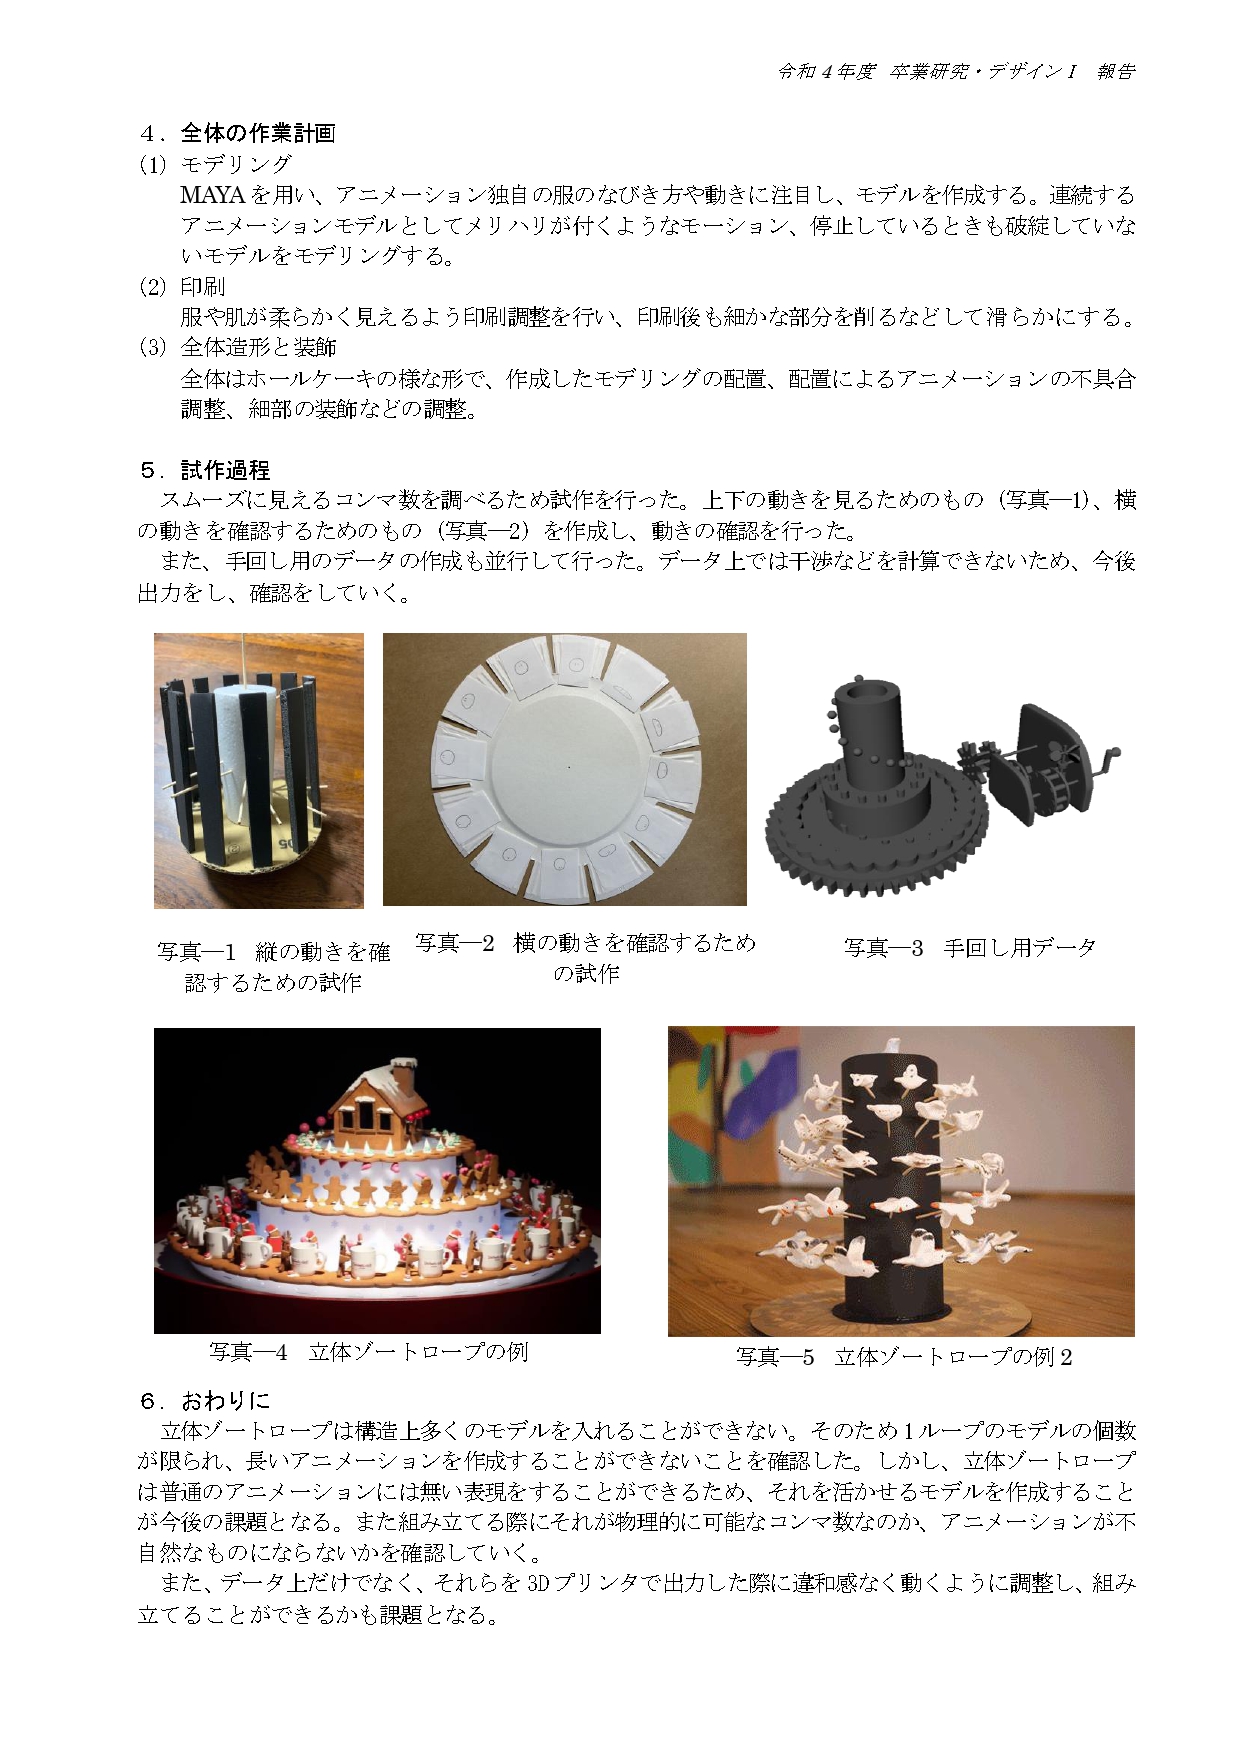 令和 4 年度 卒業研究・デザインⅠ 報告
４．全体の作業計画
(1) モデリング
MAYA を用い、アニメーション独自の服のなびき方や動きに注目し、モデルを作成する。連続する
アニメーションモデルとしてメリハリが付くようなモーション、停止しているときも破綻していな
いモデルをモデリングする。
(2) 印刷
服や肌が柔らかく見えるよう印刷調整を行い、印刷後も細かな部分を削るなどして滑らかにする。
(3) 全体造形と装飾
全体はホールケーキの様な形で、作成したモデリングの配置、配置によるアニメーションの不具合
調整、細部の装飾などの調整。
５．試作過程
スムーズに見えるコンマ数を調べるため試作を行った。上下の動きを見るためのもの（写真―1）、横
の動きを確認するためのもの（写真―2）を作成し、動きの確認を行った。
また、手回し用のデータの作成も並行して行った。データ上では干渉などを計算できないため、今後
出力をし、確認をしていく。
写真―1 縦の動きを確
認するための試作
写真―2 横の動きを確認するため
の試作
写真―3 手回し用データ
写真―4 立体ゾートロープの例
写真―5 立体ゾートロープの例 2
６．おわりに
立体ゾートロープは構造上多くのモデルを入れることができない。そのため 1 ループのモデルの個数
が限られ、長いアニメーションを作成することができないことを確認した。しかし、立体ゾートロープ
は普通のアニメーションには無い表現をすることができるため、それを活かせるモデルを作成すること
が今後の課題となる。また組み立てる際にそれが物理的に可能なコンマ数なのか、アニメーションが不
自然なものにならないかを確認していく。
また、データ上だけでなく、それらを 3D プリンタで出力した際に違和感なく動くように調整し、組み
立てることができるかも課題となる。